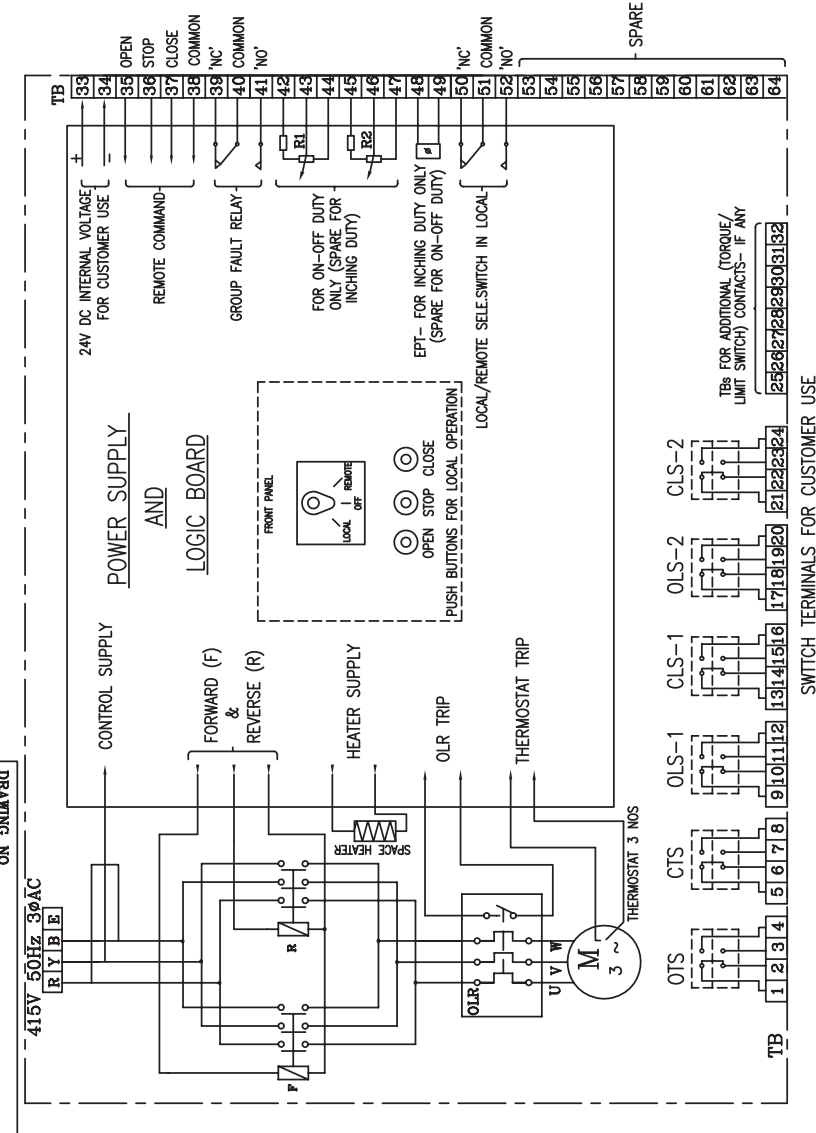 DRAWING NO
415V 50Hz 3øAC
R Y B E
CONTROL SUPPLY
FORWARD (F)
&
REVERSE (R)
HEATER SUPPLY
SPACE HEATER
OLR TRIP
THERMOSTAT TRIP
THERMOSTAT 3 NOS
F
R
OLR
U V W
M
3 ~
POWER SUPPLY
AND
LOGIC BOARD
FRONT PANEL
LOCAL
OFF
REMOTE
OPEN STOP CLOSE
PUSH BUTTONS FOR LOCAL OPERATION
24V DC INTERNAL VOLTAGE
FOR CUSTOMER USE
+
−
REMOTE COMMAND
GROUP FAULT RELAY
FOR ON-OFF DUTY
ONLY (SPARE FOR
INCHING DUTY)
R1
R2
EPT- FOR INCHING DUTY ONLY
(SPARE FOR ON-OFF DUTY)
ø
LOCAL/REMOTE SELE.SWITCH IN LOCAL
TB
33
34
35 OPEN
36 STOP
37 CLOSE
38 COMMON
39 'NC'
40 COMMON
41 'NO'
42
43
44
45
46
47
48
49
50 'NC'
51 COMMON
52 'NO'
53
54
55
56
57
58
59
60
61
62
63
64
SPARE
TBs FOR ADDITIONAL (TORQUE/
LIMIT SWITCH) CONTACTS- IF ANY
25 26 27 28 29 30 31 32
OTS
1 2 3 4
CTS
5 6 7 8
OLS-1
9 10 11 12
CLS-1
13 14 15 16
OLS-2
17 18 19 20
CLS-2
21 22 23 24
TB
SWITCH TERMINALS FOR CUSTOMER USE